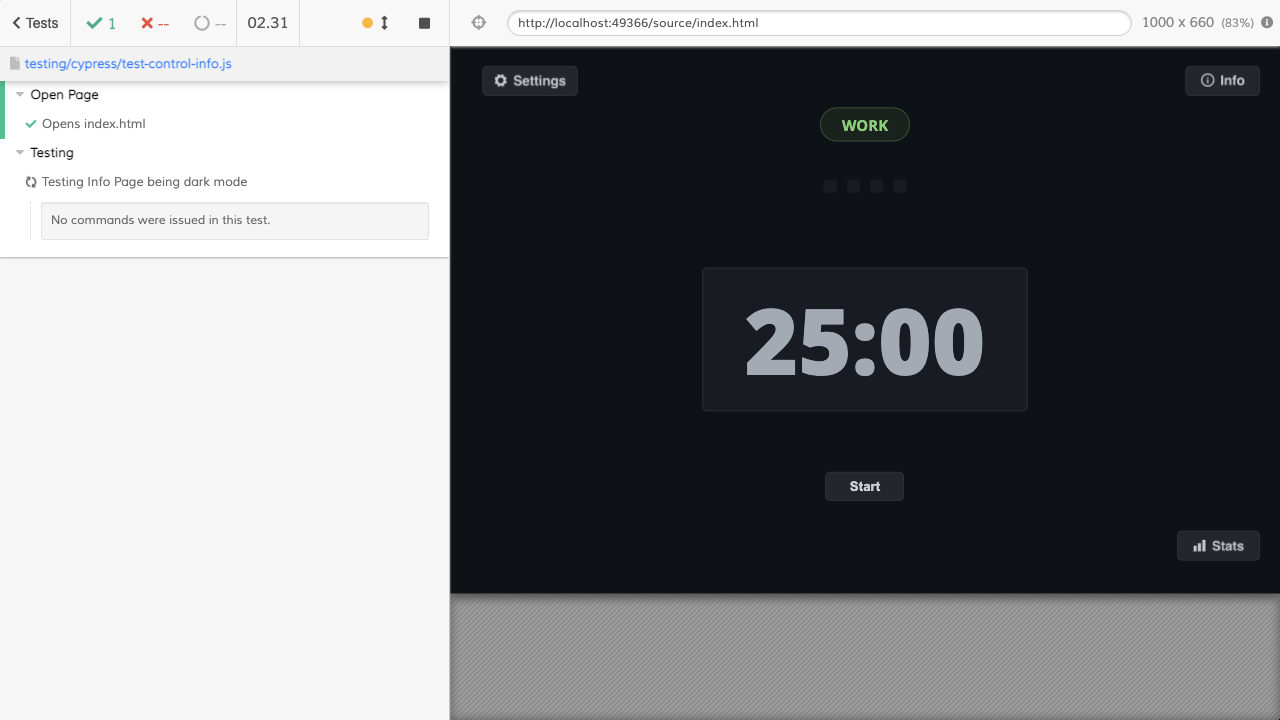 Tests
1
--
--
02.31
http://localhost:49366/source/index.html
1000 x 660 (83%)
testing/cypress/test-control-info.js
Open Page
Opens index.html
Testing
Testing Info Page being dark mode
No commands were issued in this test.
Settings
Info
WORK
25:00
Start
Stats